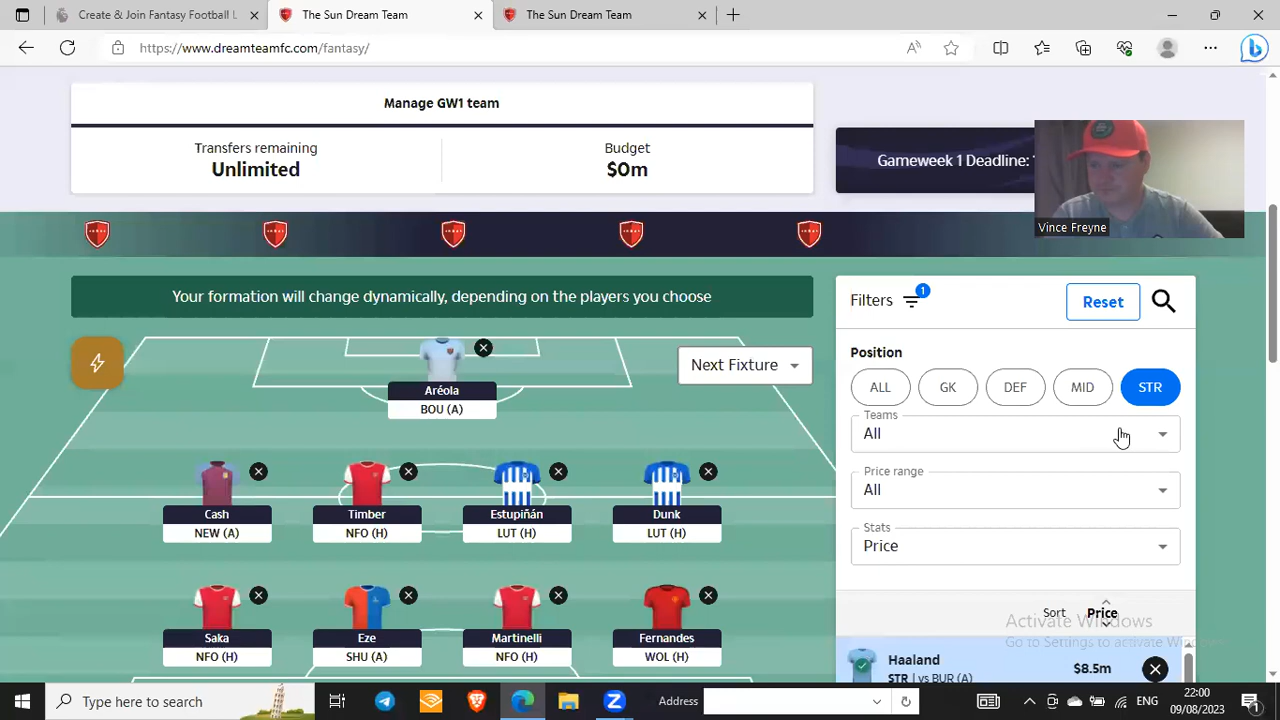 Create & Join Fantasy Football L
The Sun Dream Team
The Sun Dream Team
https://www.dreamteamfc.com/fantasy/
Manage GW1 team
Transfers remaining
Unlimited
Budget
$0m
Gameweek 1 Deadline:
Vince Freyne
Your formation will change dynamically, depending on the players you choose
Next Fixture
Aréola
BOU (A)
Cash
NEW (A)
Timber
NFO (H)
Estupiñán
LUT (H)
Dunk
LUT (H)
Saka
NFO (H)
Eze
SHU (A)
Martinelli
NFO (H)
Fernandes
WOL (H)
Filters
1
Reset
Position
ALL
GK
DEF
MID
STR
Teams
All
Price range
All
Stats
Price
Sort
Price
Activate Windows
Go to Settings to activate Windows.
Haaland
STR | vs BUR (A)
$8.5m
Type here to search
Address
ENG
22:00
09/08/2023
1